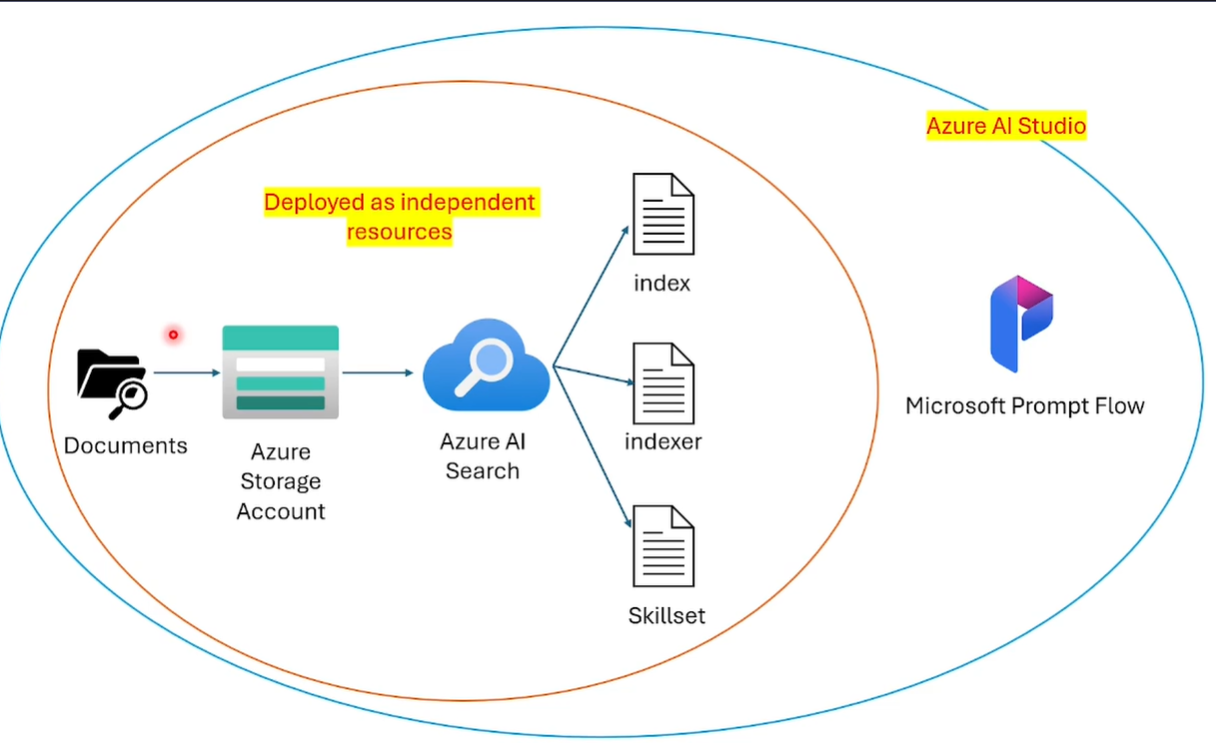 Azure AI Studio
Deployed as independent
resources
index
Documents
Azure
Storage
Account
Azure AI
Search
indexer
Microsoft Prompt Flow
Skillset